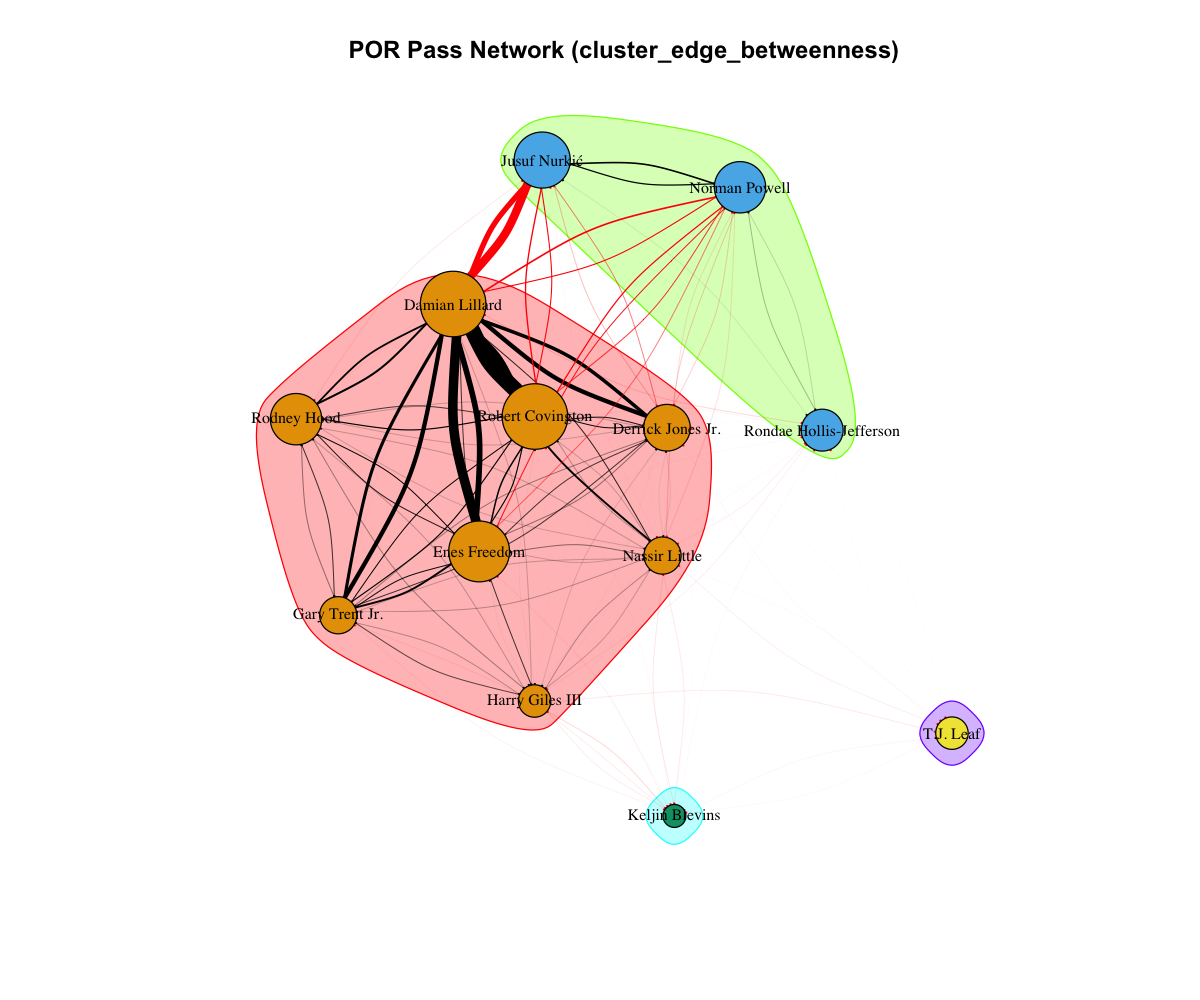 POR Pass Network (cluster_edge_betweenness)
Jusuf Nurkić
Norman Powell
Damian Lillard
Rodney Hood
Robert Covington
Derrick Jones Jr.
Rondae Hollis-Jefferson
Enes Freedom
Nassir Little
Gary Trent Jr.
Harry Giles III
T.J. Leaf
Keljin Blevins